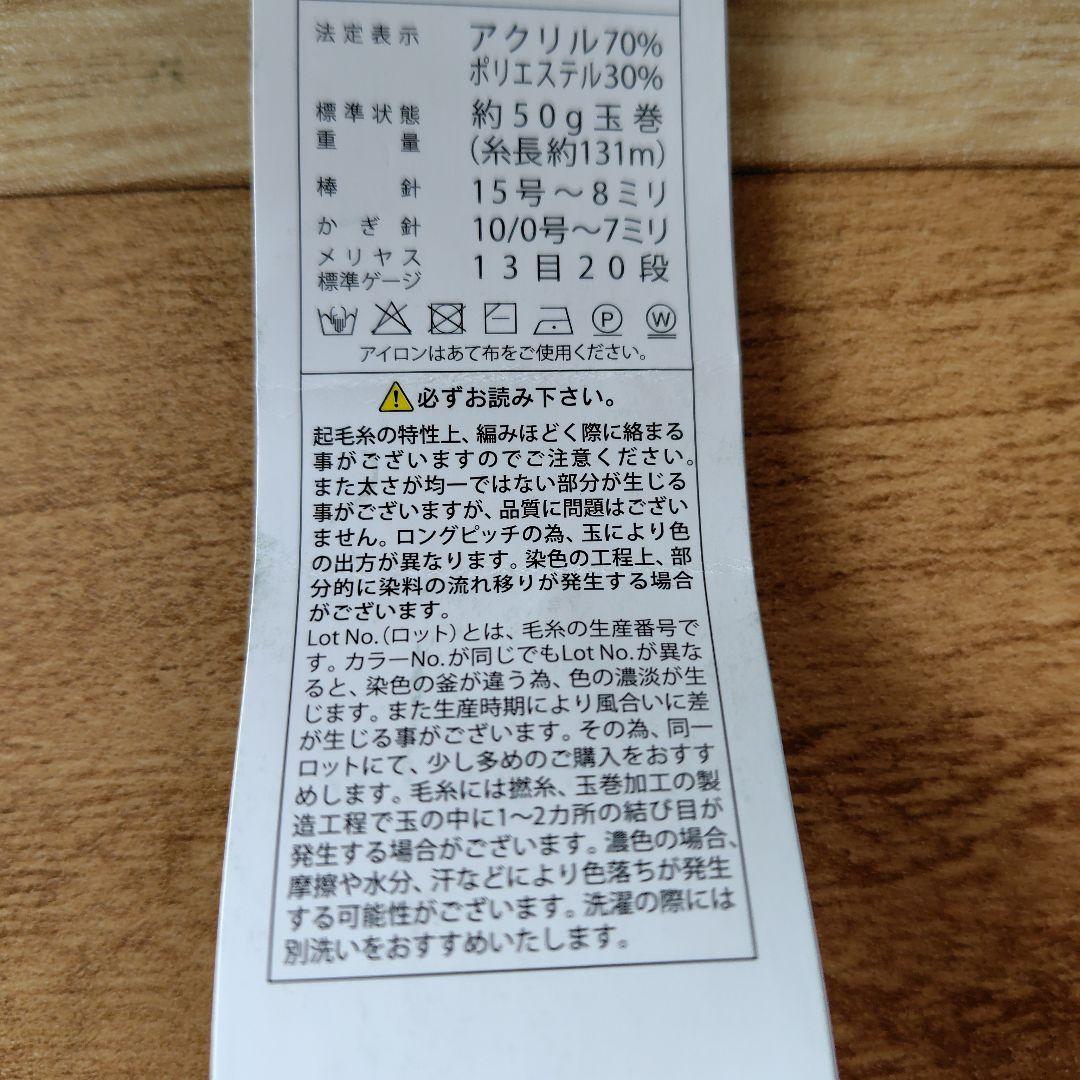 法定表示 アクリル70%
ポリエステル30%
標準状態 約50g玉巻
重量 (糸長約131m)
棒針 15号～8ミリ
かぎ針 10/0号～7ミリ
メリヤス 13目20段
標準ゲージ
P W
アイロンはあて布をご使用ください。
必ずお読み下さい。
起毛糸の特性上、編みほどく際に絡まる
事がございますのでご注意ください。
また太さが均一ではない部分が生じる
事がございますが、品質に問題はござい
ません。ロングピッチの為、玉により色
の出方が異なります。染色の工程上、部
分的に染料の流れ移りが発生する場合
がございます。
Lot No.（ロット）とは、毛糸の生産番号で
す。カラーNo.が同じでもLot No.が異な
ると、染色の釜が違う為、色の濃淡が生
じます。また生産時期により風合いに差
が生じる事がございます。その為、同一
ロットにて、少し多めのご購入をおすす
めします。毛糸には撚糸、玉巻加工の製
造工程で玉の中に1～2カ所の結び目が
発生する場合がございます。濃色の場合、
摩擦や水分、汗などにより色落ちが発生
する可能性がございます。洗濯の際には
別洗いをおすすめいたします。